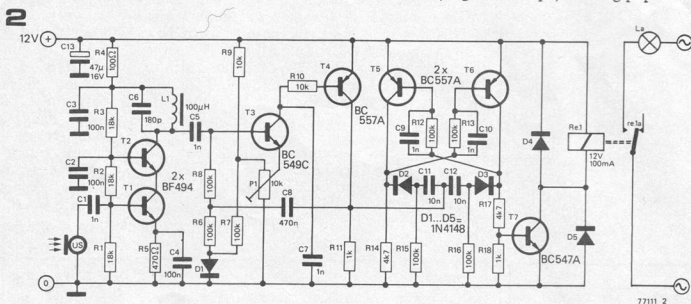 2
12V
C13
47µ
16V
R4
100Ω
C3
100n
R3
18k
C6
180p
L1
100µH
C5
1n
R9
10k
R10
10k
T3
BC
549C
T4
BC
557A
T5
2x
BC557A
T6
C9
1n
R12
100k
R13
100k
C10
1n
T2
2x
BF494
C2
100n
R2
18k
T1
C1
1n
US
R1
18k
R5
470Ω
C4
100n
R8
100k
P1
10k
C8
470n
R6
100k
R7
100k
D1
C7
1n
R11
1k
R14
4k7
R15
100k
D2
C11
10n
C12
10n
D3
D1...D5=
1N4148
R16
100k
R17
4k7
R18
1k
T7
BC547A
D4
D5
Re1
12V
100mA
La
re1a
0
77111 2